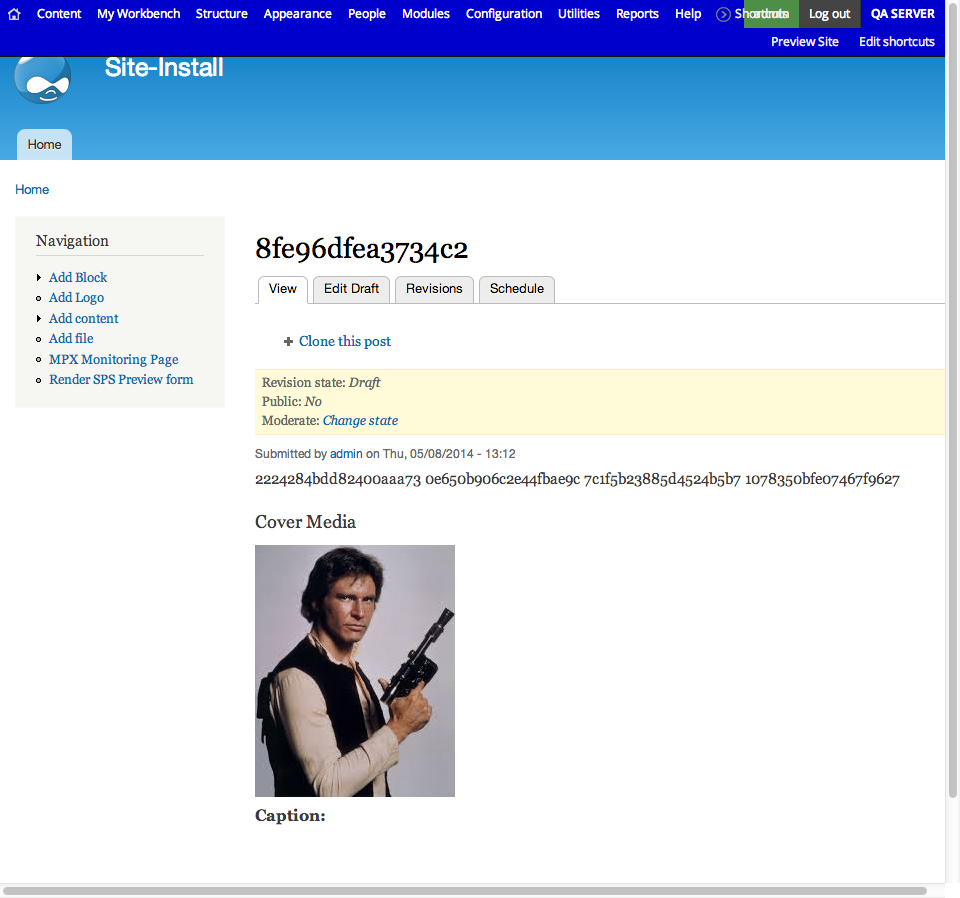 Content My Workbench Structure Appearance People Modules Configuration Utilities Reports Help Shortcuts admin Log out QA SERVER
Preview Site Edit shortcuts
Site-Install
Home
Home
Navigation
Add Block
Add Logo
Add content
Add file
MPX Monitoring Page
Render SPS Preview form
8fe96dfea3734c2
View Edit Draft Revisions Schedule
Clone this post
Revision state: Draft
Public: No
Moderate: Change state
Submitted by admin on Thu, 05/08/2014 - 13:12
2224284bdd82400aaa73 0e650b906c2e44fbae9c 7c1f5b23885d4524b5b7 1078350bfe07467f9627
Cover Media
Caption: